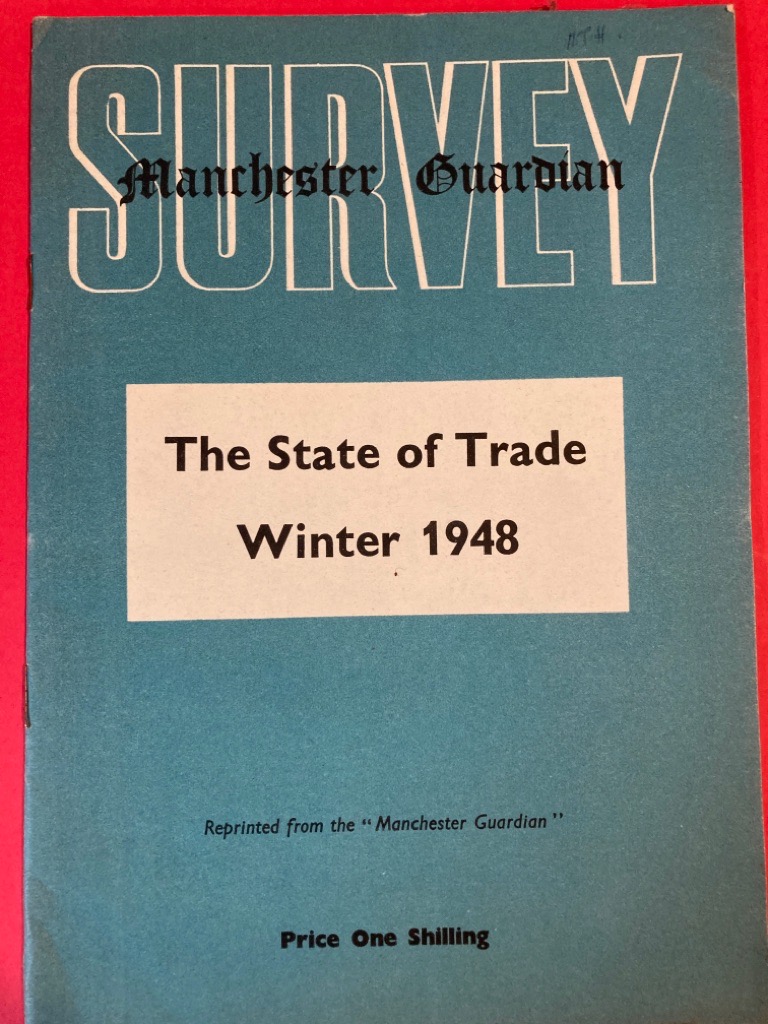 SURVEY
Manchester Guardian
The State of Trade
Winter 1948
Reprinted from the “Manchester Guardian”
Price One Shilling